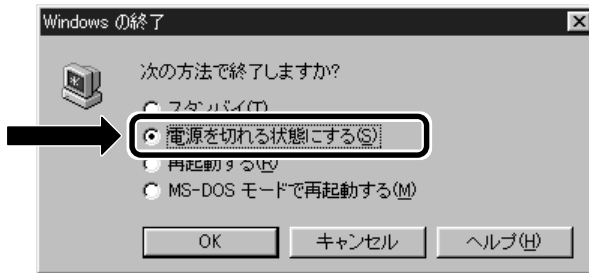 Windows の終了
次の方法で終了しますか?
スタンバイ(T)
電源を切れる状態にする(S)
再起動する(R)
MS-DOS モードで再起動する(M)
OK キャンセル ヘルプ(H)